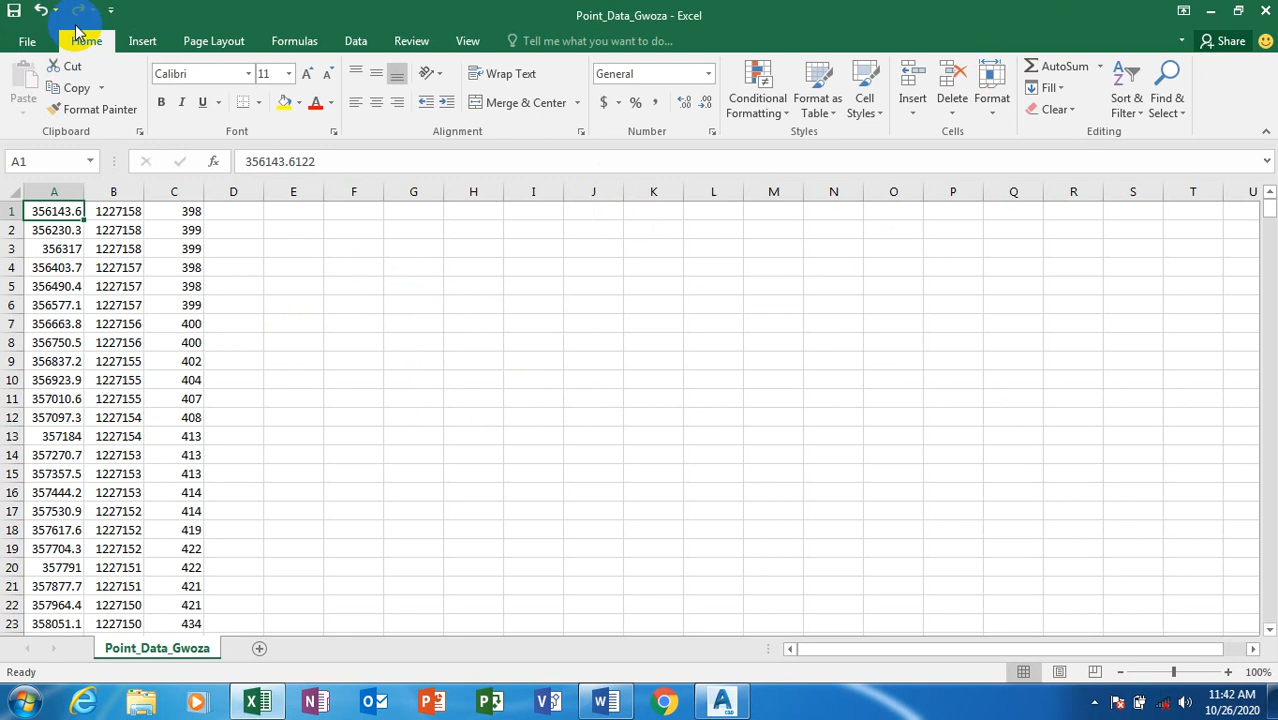 Point_Data_Gwoza - Excel
File Home Insert Page Layout Formulas Data Review View Tell me what you want to do... Share
Paste Cut Copy Format Painter Clipboard
Calibri 11 A A B I U A Font
Wrap Text Merge & Center Alignment
General $ % , Number
Conditional Formatting Format as Table Cell Styles Styles
Insert Delete Format Cells
AutoSum Fill Clear Sort & Filter Find & Select Editing
A1 fx 356143.6122
A B C D E F G H I J K L M N O P Q R S T U
1 356143.6 1227158 398
2 356230.3 1227158 399
3 356317 1227158 399
4 356403.7 1227157 398
5 356490.4 1227157 398
6 356577.1 1227157 399
7 356663.8 1227156 400
8 356750.5 1227156 400
9 356837.2 1227155 402
10 356923.9 1227155 404
11 357010.6 1227155 407
12 357097.3 1227154 408
13 357184 1227154 413
14 357270.7 1227153 413
15 357357.5 1227153 413
16 357444.2 1227153 414
17 357530.9 1227152 414
18 357617.6 1227152 419
19 357704.3 1227152 422
20 357791 1227151 422
21 357877.7 1227151 421
22 357964.4 1227150 421
23 358051.1 1227150 434
Point_Data_Gwoza
Ready 100%
11:42 AM
10/26/2020